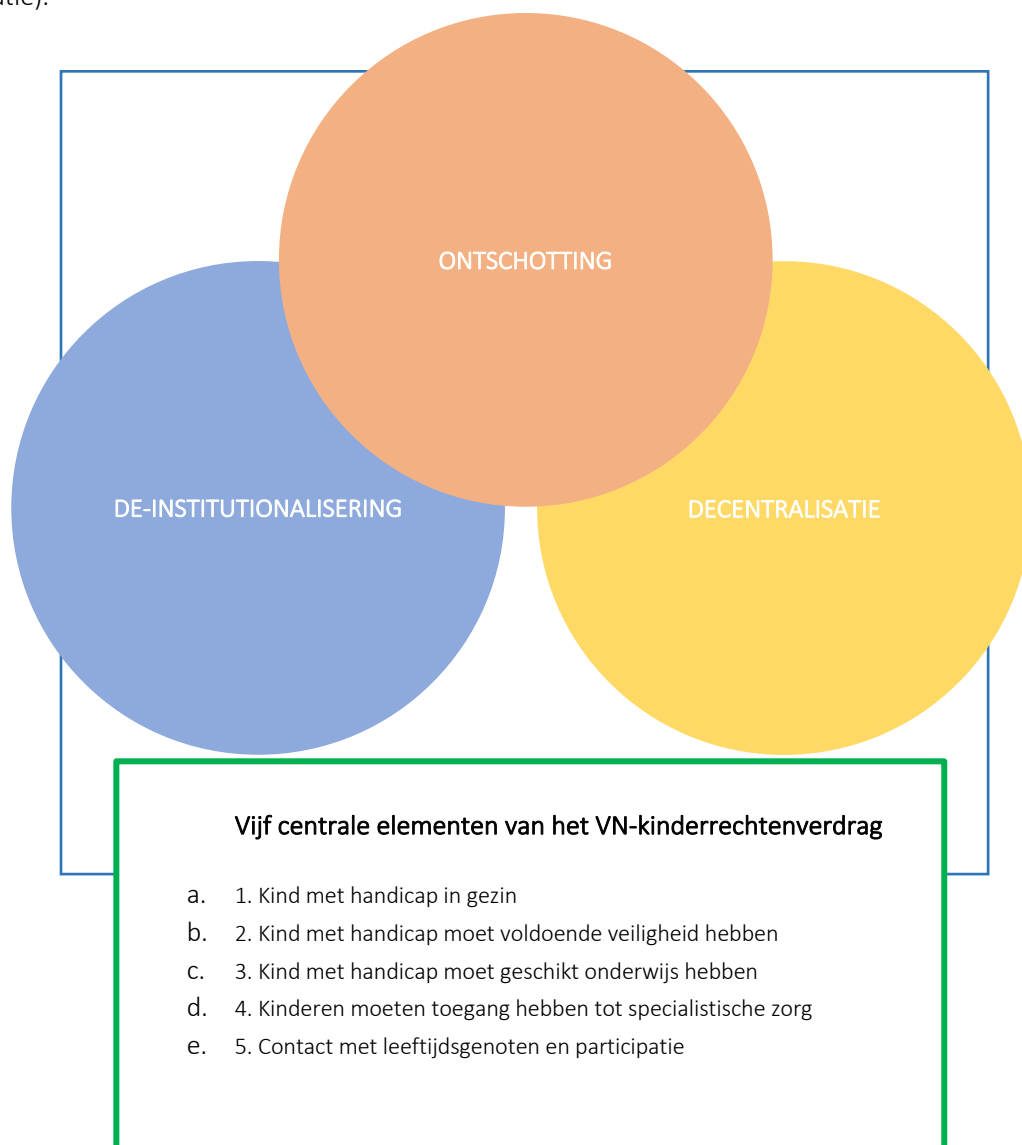 ONTSCHOTTING
DE-INSTITUTIONALISERING
DECENTRALISATIE
Vijf centrale elementen van het VN-kinderrechtenverdrag
a. 1. Kind met handicap in gezin
b. 2. Kind met handicap moet voldoende veiligheid hebben
c. 3. Kind met handicap moet geschikt onderwijs hebben
d. 4. Kinderen moeten toegang hebben tot specialistische zorg
e. 5. Contact met leeftijdsgenoten en participatie